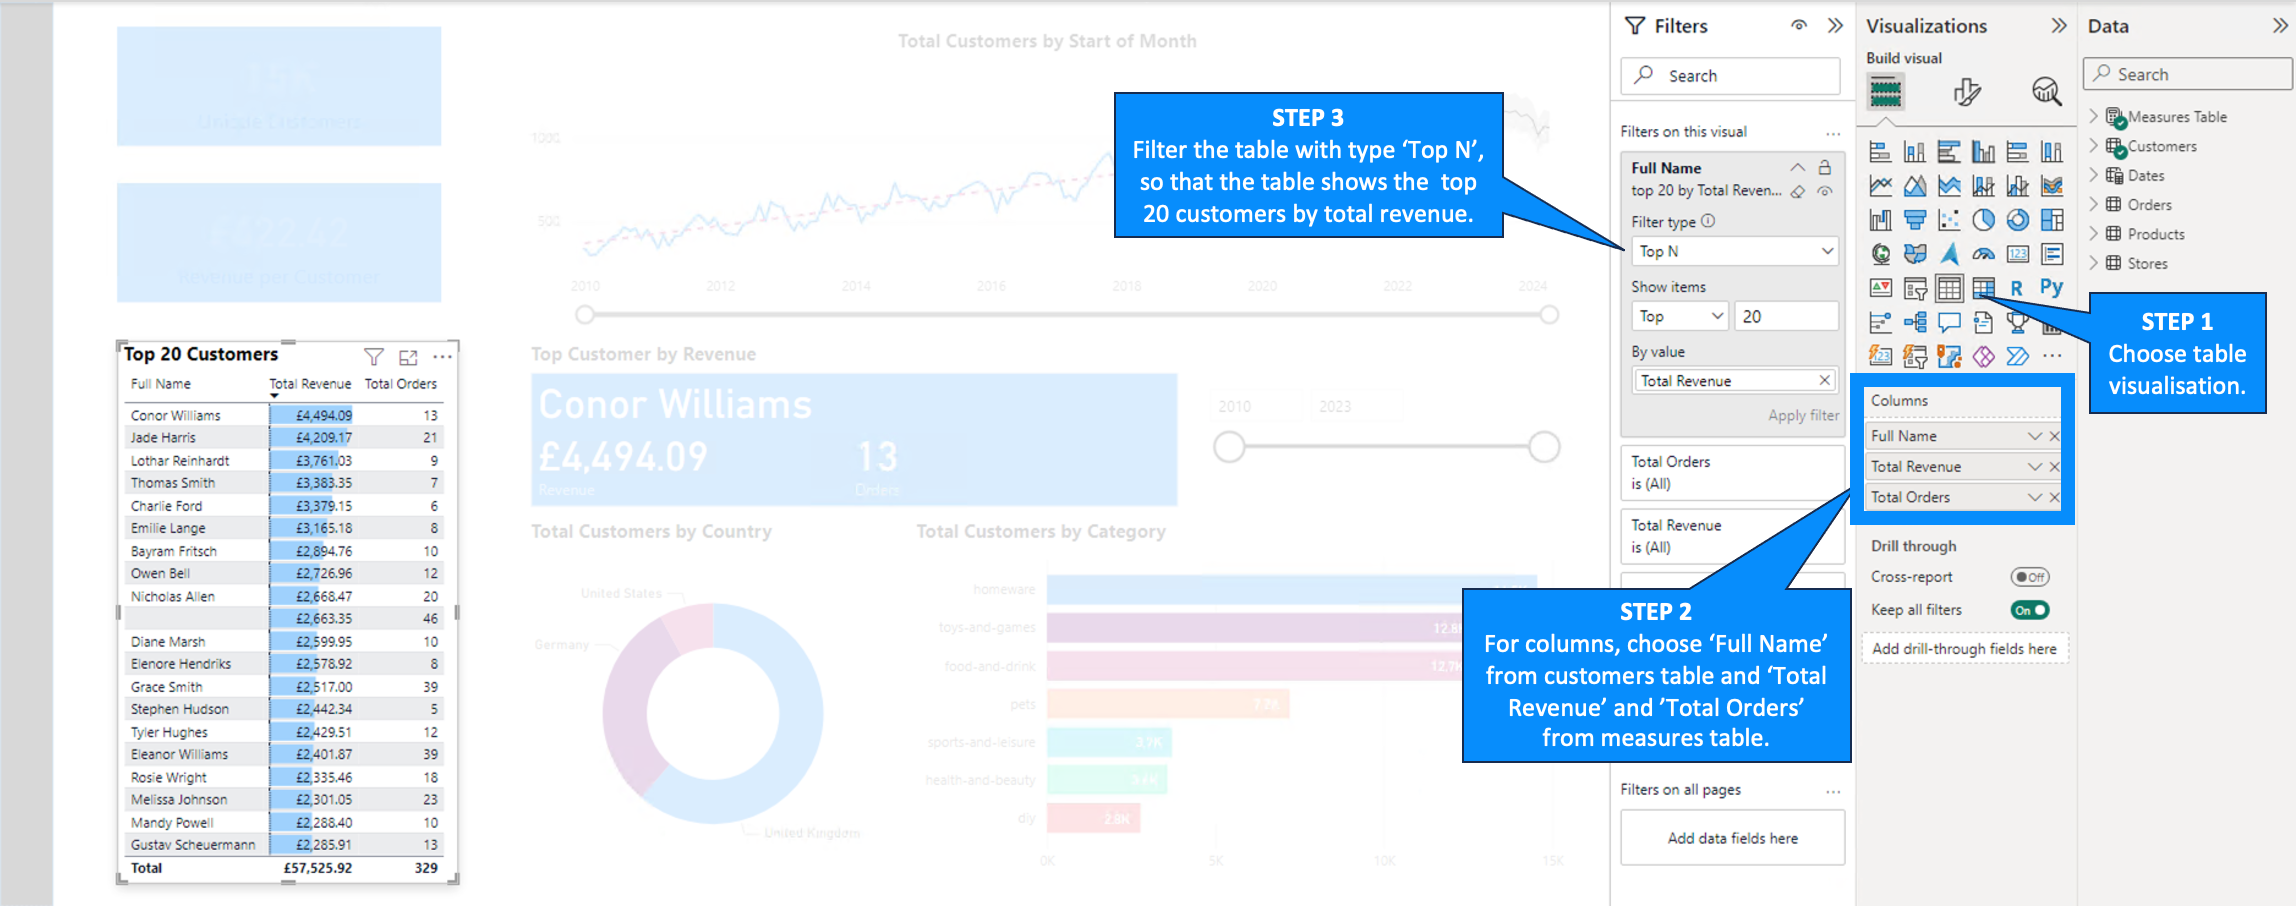 15K
Unique Customers
£422.42
Revenue per Customer
Top 20 Customers
Full Name Total Revenue Total Orders
Conor Williams £4,494.09 13
Jade Harris £4,209.17 21
Lothar Reinhardt £3,761.03 9
Thomas Smith £3,383.35 7
Charlie Ford £3,379.15 6
Emilie Lange £3,165.18 8
Bayram Fritsch £2,894.76 10
Owen Bell £2,726.96 12
Nicholas Allen £2,668.47 20
£2,663.35 46
Diane Marsh £2,599.95 10
Elenore Hendriks £2,578.92 8
Grace Smith £2,517.00 39
Stephen Hudson £2,442.34 5
Tyler Hughes £2,429.51 12
Eleanor Williams £2,401.87 39
Rosie Wright £2,335.46 18
Melissa Johnson £2,301.05 23
Mandy Powell £2,288.40 10
Gustav Scheuermann £2,285.91 13
Total £57,525.92 329
Total Customers by Start of Month
1000
500
2010 2012 2014 2016 2018 2020 2022 2024
Top Customer by Revenue
Conor Williams
£4,494.09 13
Revenue Orders
2010 2023
Total Customers by Country
United States
Germany
United Kingdom
Total Customers by Category
homeware
toys-and-games 12.8K
food-and-drink 12.7K
pets
sports-and-leisure
health-and-beauty
diy 2.8K
0K 5K 10K 15K
STEP 3
Filter the table with type ‘Top N’,
so that the table shows the top
20 customers by total revenue.
Filters
Search
Filters on this visual ...
Full Name
top 20 by Total Reven...
Filter type
Top N
Show items
Top 20
By value
Total Revenue
Apply filter
Total Orders
is (All)
Total Revenue
is (All)
STEP 2
For columns, choose ‘Full Name’
from customers table and ‘Total
Revenue’ and ’Total Orders’
from measures table.
Filters on all pages ...
Add data fields here
Visualizations
Build visual
123
R Py
123
...
Columns
Full Name
Total Revenue
Total Orders
Drill through
Cross-report Off
Keep all filters On
Add drill-through fields here
Data
Search
Measures Table
Customers
Dates
Orders
Products
Stores
STEP 1
Choose table
visualisation.